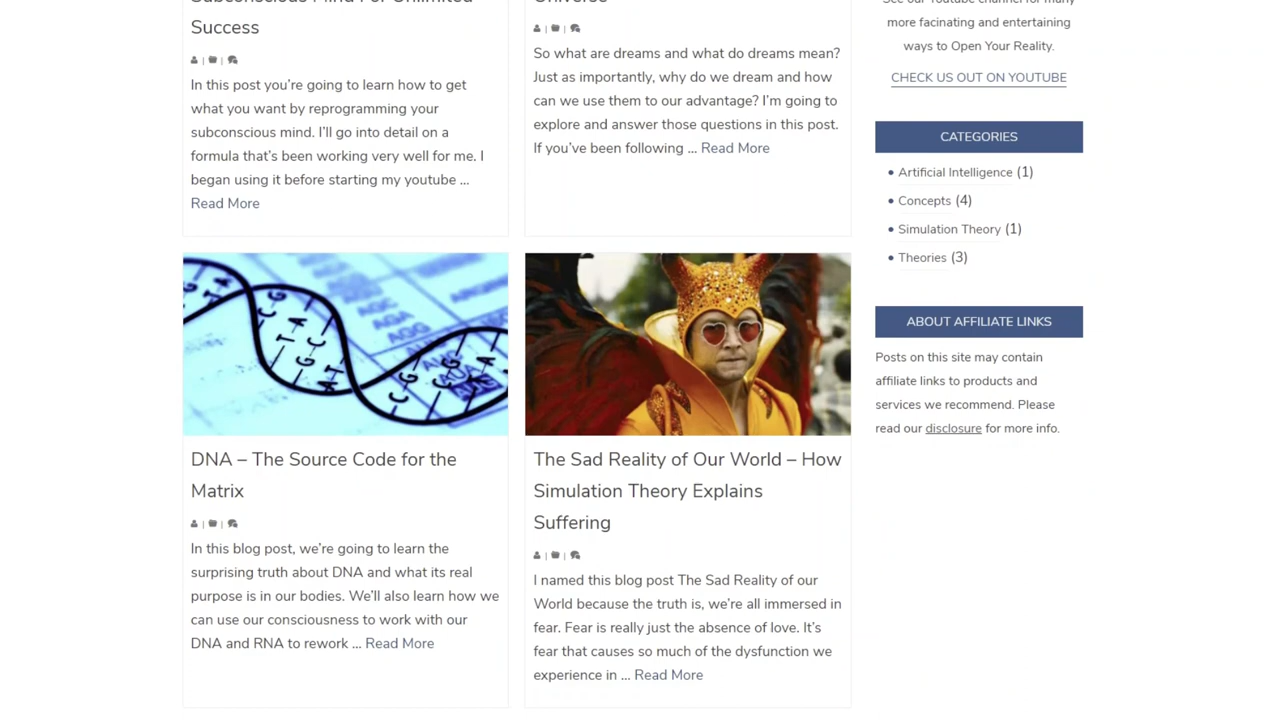 Subconscious Mind For Unlimited
Success
In this post you're going to learn how to get
what you want by reprogramming your
subconscious mind. I'll go into detail on a
formula that's been working very well for me. I
began using it before starting my youtube ...
Read More
Universe
So what are dreams and what do dreams mean?
Just as importantly, why do we dream and how
can we use them to our advantage? I'm going to
explore and answer those questions in this post.
If you've been following ... Read More
DNA – The Source Code for the
Matrix
In this blog post, we're going to learn the
surprising truth about DNA and what its real
purpose is in our bodies. We'll also learn how we
can use our consciousness to work with our
DNA and RNA to rework ... Read More
The Sad Reality of Our World – How
Simulation Theory Explains
Suffering
I named this blog post The Sad Reality of our
World because the truth is, we're all immersed in
fear. Fear is really just the absence of love. It's
fear that causes so much of the dysfunction we
experience in ... Read More
See our Youtube channel for many
more facinating and entertaining
ways to Open Your Reality.
CHECK US OUT ON YOUTUBE
CATEGORIES
• Artificial Intelligence (1)
• Concepts (4)
• Simulation Theory (1)
• Theories (3)
ABOUT AFFILIATE LINKS
Posts on this site may contain
affiliate links to products and
services we recommend. Please
read our disclosure for more info.